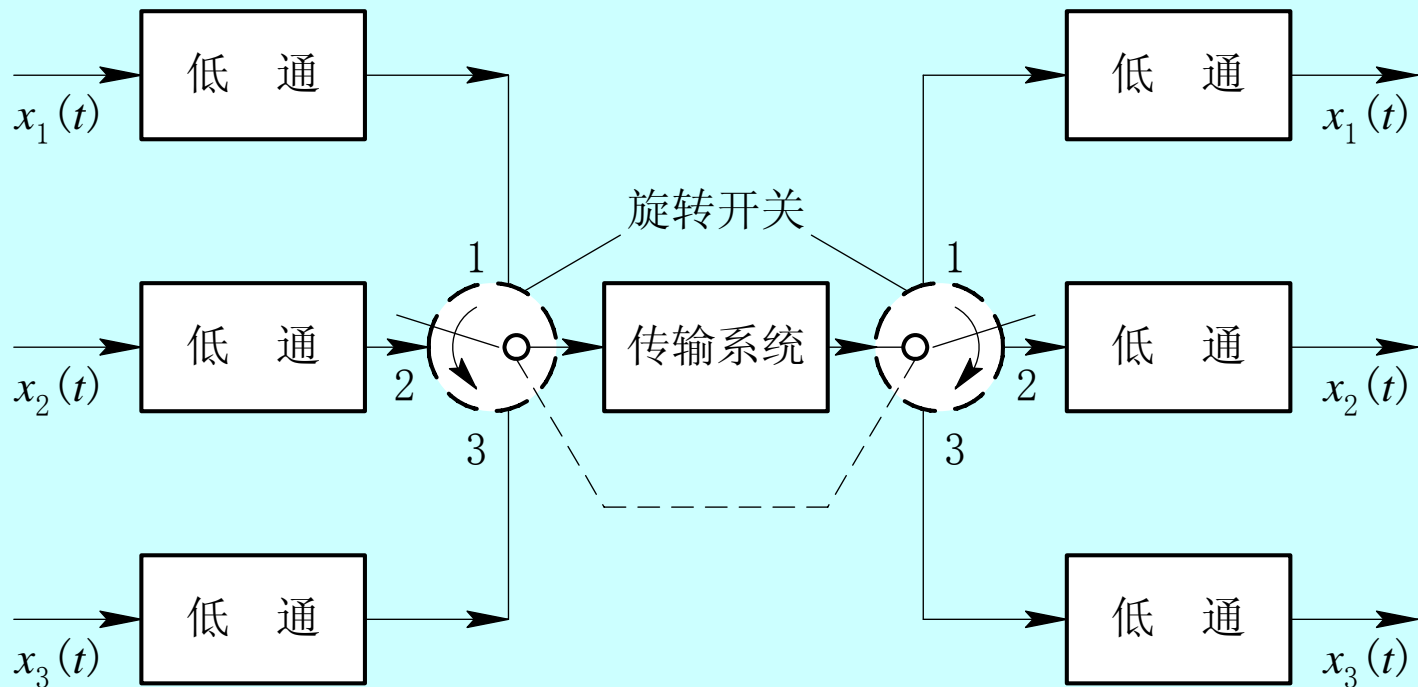 低 通
低 通
x₁(t)
x₁(t)
旋转开关
1
1
低 通
传输系统
低 通
x₂(t)
2
2
x₂(t)
3
3
低 通
低 通
x₃(t)
x₃(t)